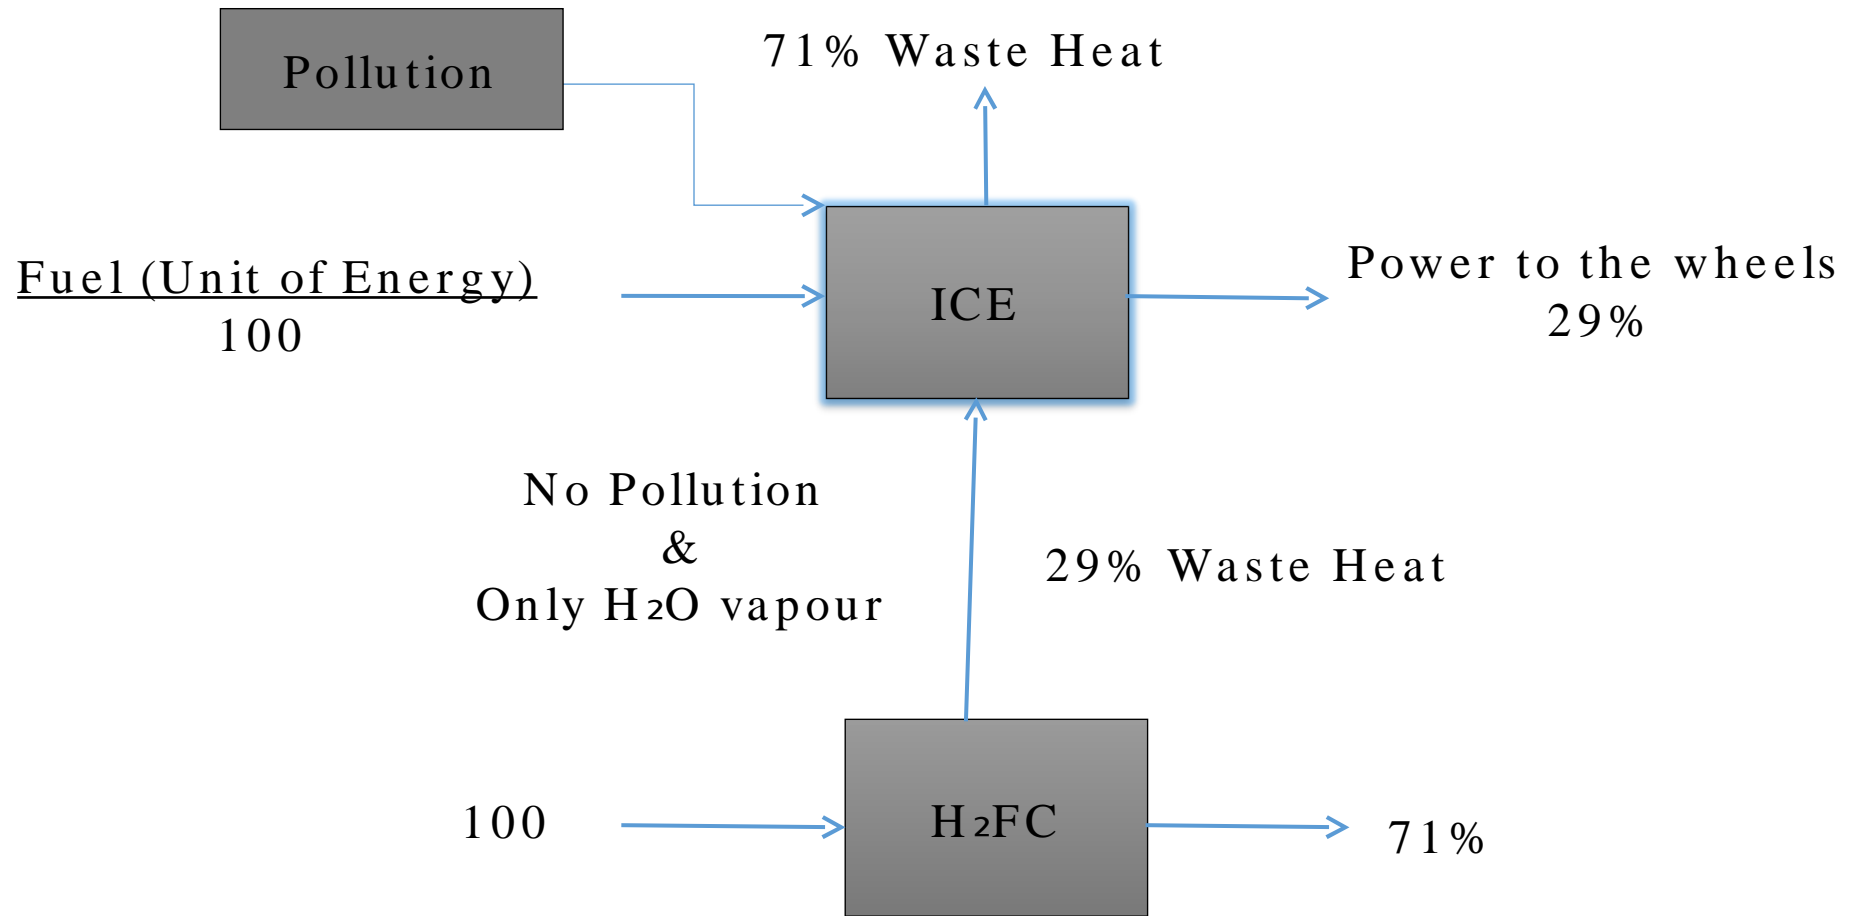 Pollution
71% Waste Heat
Fuel (Unit of Energy)
100
ICE
Power to the wheels
29%
No Pollution
&
Only H₂O vapour
29% Waste Heat
100
H₂FC
71%